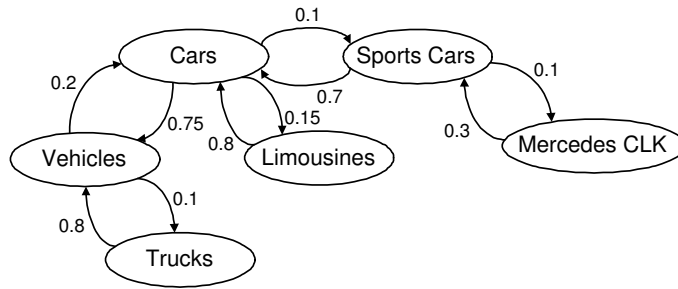 0.1
Cars
Sports Cars
0.2
0.7
0.1
0.75
0.15
0.8
0.3
Vehicles
Limousines
Mercedes CLK
0.1
0.8
Trucks